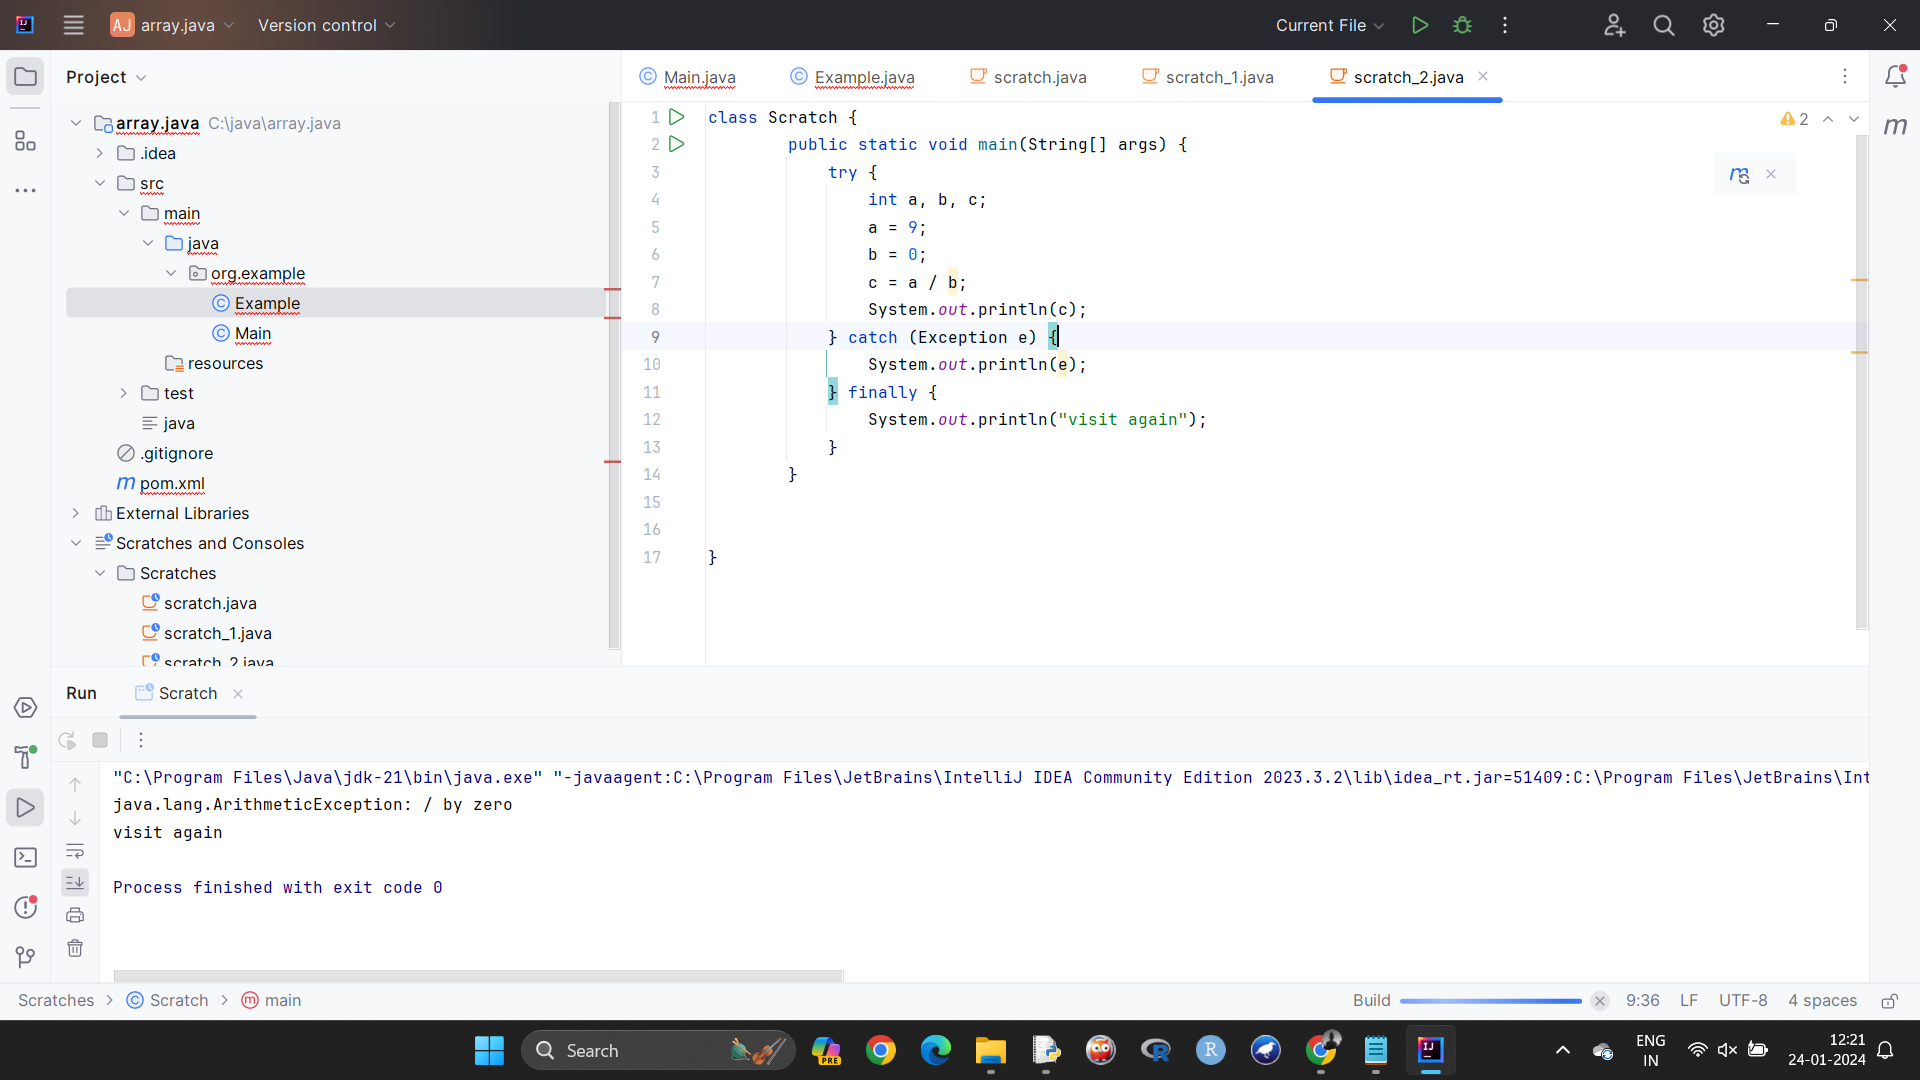 AJ array.java Version control Current File
Project
Main.java Example.java scratch.java scratch_1.java scratch_2.java
array.java C:\java\array.java
.idea
src
main
java
org.example
Example
Main
resources
test
java
.gitignore
m pom.xml
External Libraries
Scratches and Consoles
Scratches
scratch.java
scratch_1.java
scratch_2.java
2
m
1 class Scratch {
2 public static void main(String[] args) {
3 try {
4 int a, b, c;
5 a = 9;
6 b = 0;
7 c = a / b;
8 System.out.println(c);
9 } catch (Exception e) {
10 System.out.println(e);
11 } finally {
12 System.out.println("visit again");
13 }
14 }
15
16
17 }
Run Scratch
"C:\Program Files\Java\jdk-21\bin\java.exe" "-javaagent:C:\Program Files\JetBrains\IntelliJ IDEA Community Edition 2023.3.2\lib\idea_rt.jar=51409:C:\Program Files\JetBrains\Int
java.lang.ArithmeticException: / by zero
visit again
Process finished with exit code 0
Scratches > C Scratch > m main Build 9:36 LF UTF-8 4 spaces
Search PRE ENG IN 12:21 24-01-2024